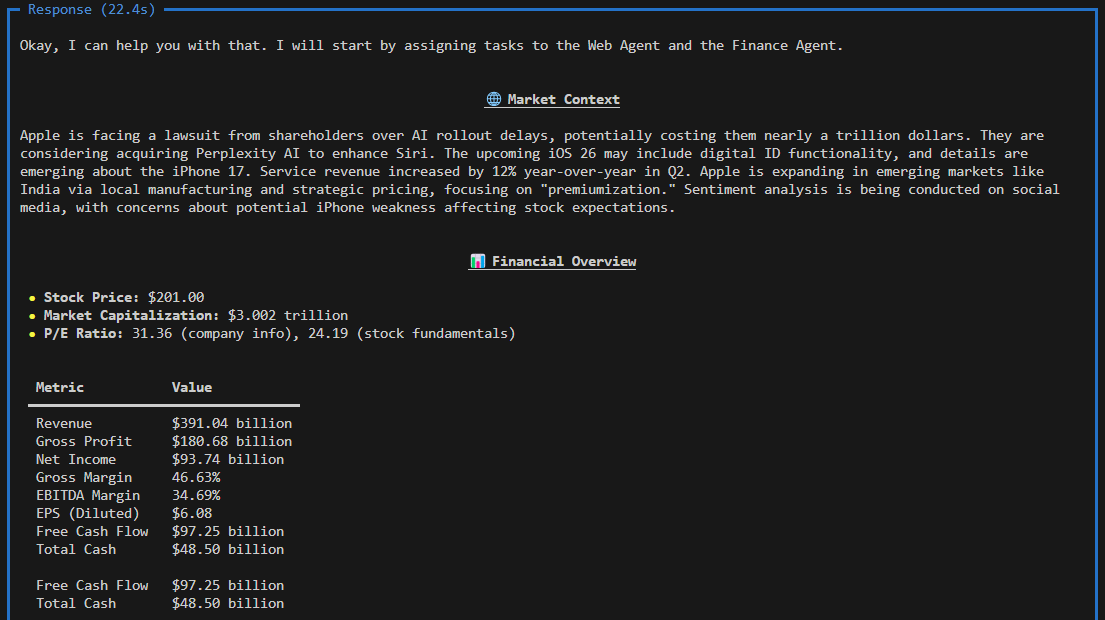 Response (22.4s)
Okay, I can help you with that. I will start by assigning tasks to the Web Agent and the Finance Agent.
🌐 Market Context
Apple is facing a lawsuit from shareholders over AI rollout delays, potentially costing them nearly a trillion dollars. They are
considering acquiring Perplexity AI to enhance Siri. The upcoming iOS 26 may include digital ID functionality, and details are
emerging about the iPhone 17. Service revenue increased by 12% year-over-year in Q2. Apple is expanding in emerging markets like
India via local manufacturing and strategic pricing, focusing on "premiumization." Sentiment analysis is being conducted on social
media, with concerns about potential iPhone weakness affecting stock expectations.
📊 Financial Overview
• Stock Price: $201.00
• Market Capitalization: $3.002 trillion
• P/E Ratio: 31.36 (company info), 24.19 (stock fundamentals)
Metric Value
Revenue $391.04 billion
Gross Profit $180.68 billion
Net Income $93.74 billion
Gross Margin 46.63%
EBITDA Margin 34.69%
EPS (Diluted) $6.08
Free Cash Flow $97.25 billion
Total Cash $48.50 billion
Free Cash Flow $97.25 billion
Total Cash $48.50 billion